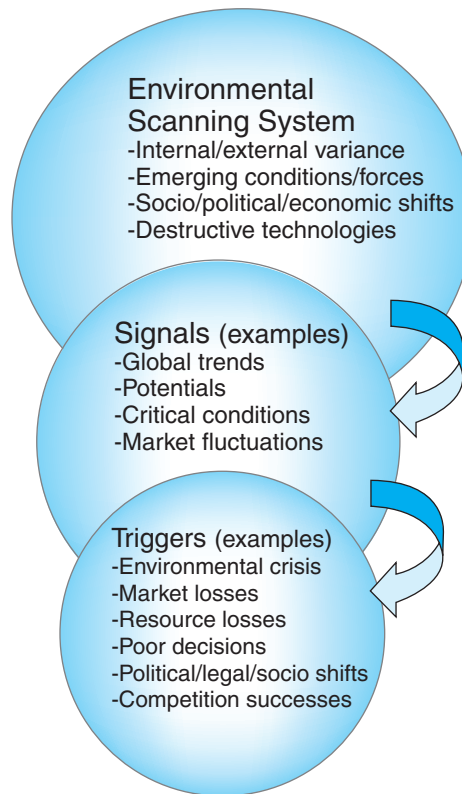 Environmental
Scanning System
-Internal/external variance
-Emerging conditions/forces
-Socio/political/economic shifts
-Destructive technologies
Signals (examples)
-Global trends
-Potentials
-Critical conditions
-Market fluctuations
Triggers (examples)
-Environmental crisis
-Market losses
-Resource losses
-Poor decisions
-Political/legal/socio shifts
-Competition successes